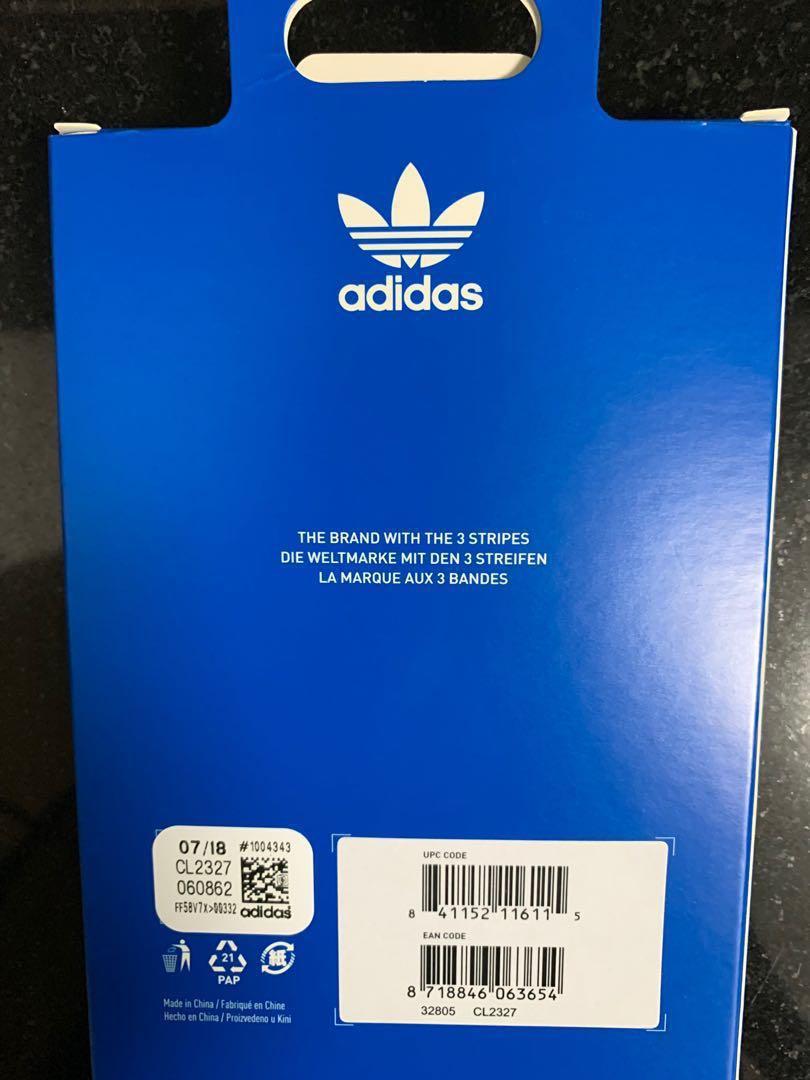 adidas
THE BRAND WITH THE 3 STRIPES
DIE WELTMARKE MIT DEN 3 STREIFEN
LA MARQUE AUX 3 BANDES
07/18 #1004343
CL2327
060862
FF58V7X>00332 adidas
21
PAP
紙
Made in China / Fabriqué en Chine
Hecho en China / Proizvedeno u Kini
UPC CODE
8 41152 11611 5
EAN CODE
8 718846 063654
32805 CL2327